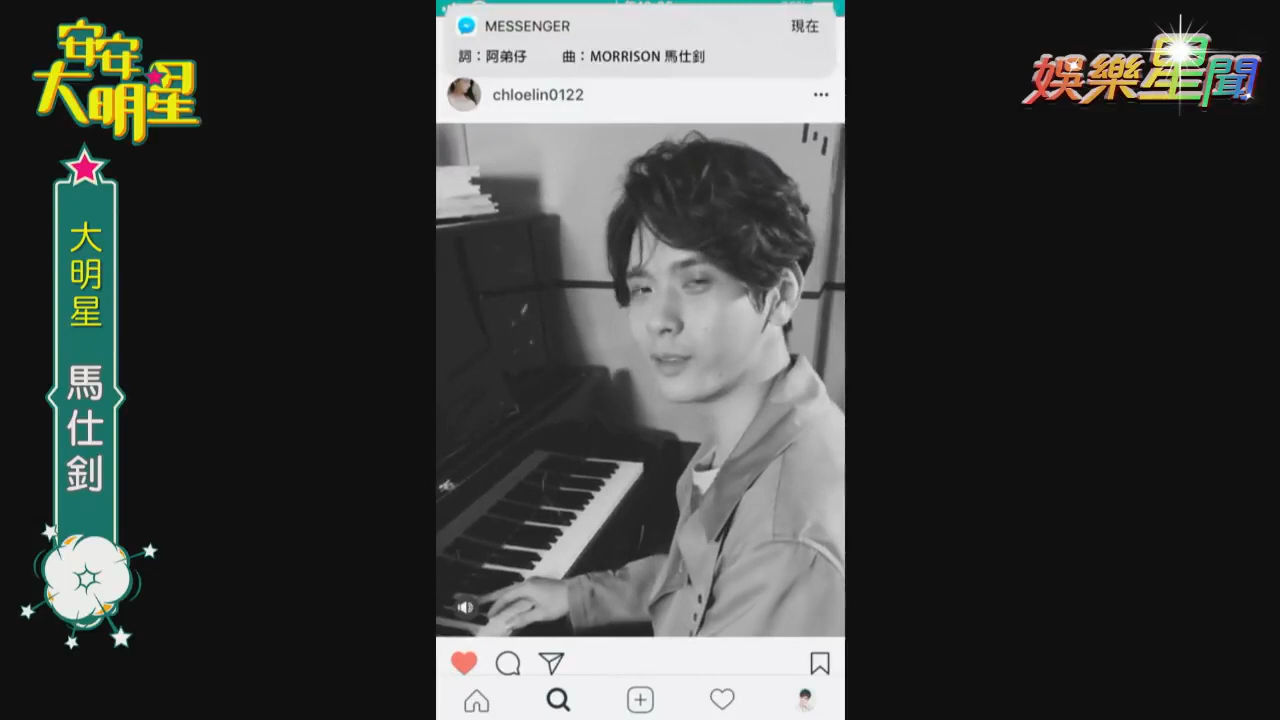 安安
大明星
大明星 馬仕釗
MESSENGER 現在
詞：阿弟仔 曲：MORRISON 馬仕釗
chloelin0122
娛樂星聞